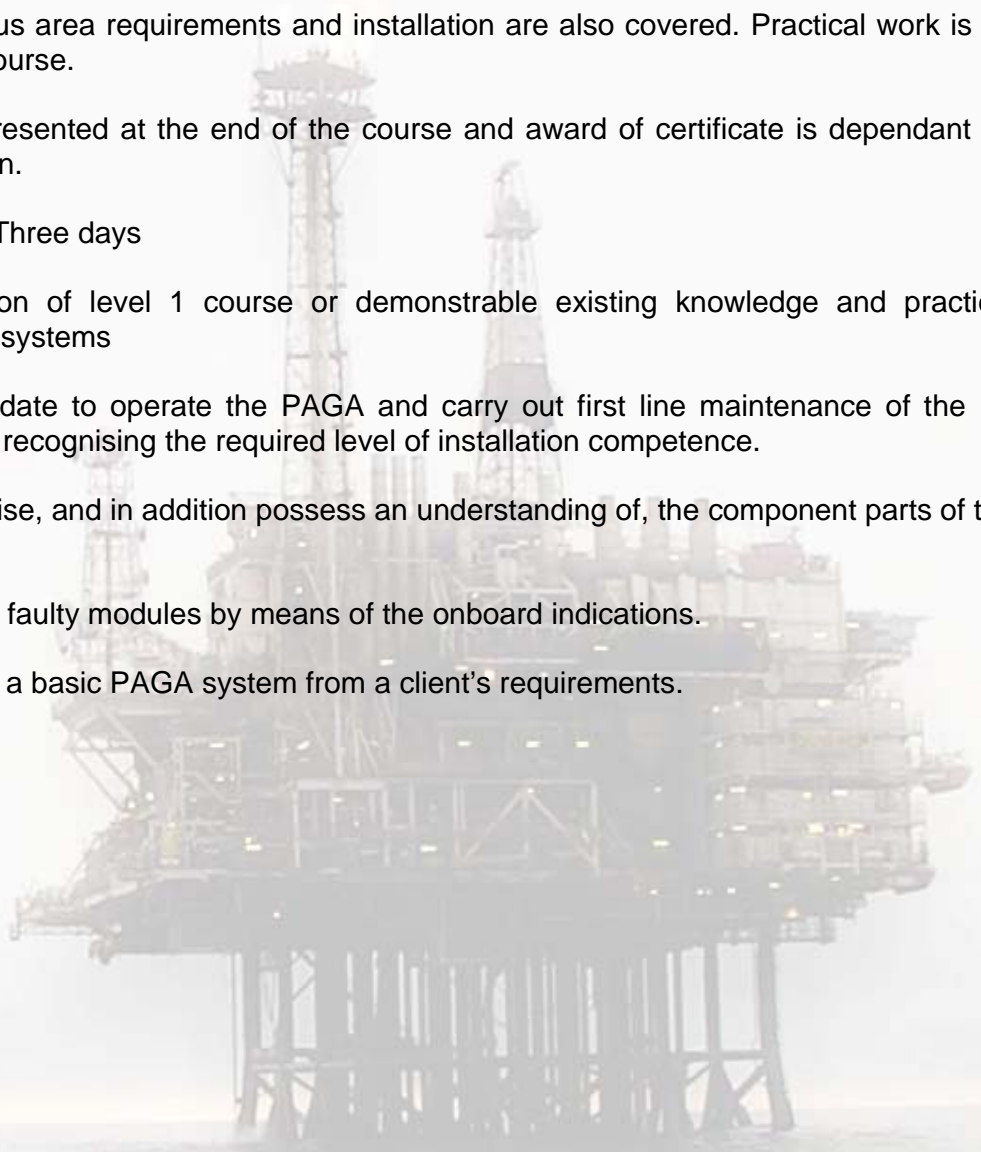 us area requirements and installation are also covered. Practical work is
ourse.
resented at the end of the course and award of certificate is dependant
n.
Three days
on of level 1 course or demonstrable existing knowledge and practic
systems
date to operate the PAGA and carry out first line maintenance of the
recognising the required level of installation competence.
ise, and in addition possess an understanding of, the component parts of t
faulty modules by means of the onboard indications.
a basic PAGA system from a client's requirements.